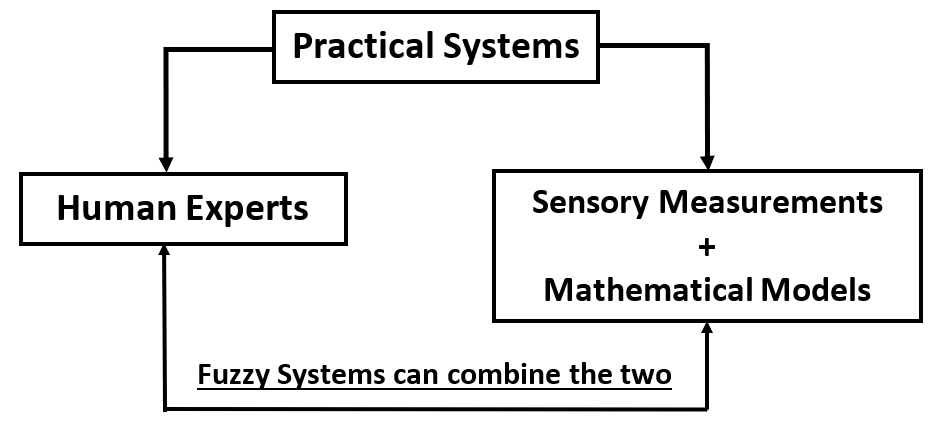 Practical Systems
Human Experts
Sensory Measurements
+
Mathematical Models
Fuzzy Systems can combine the two